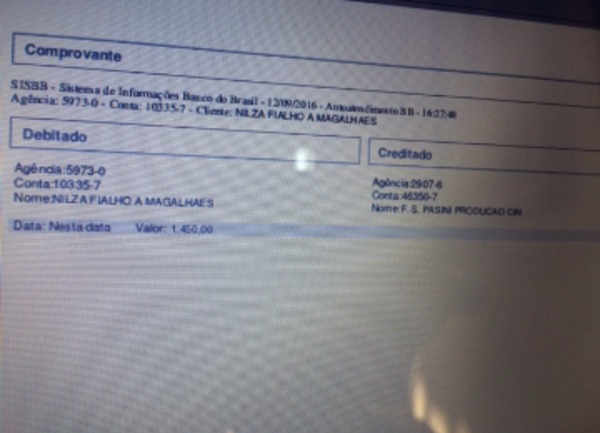 Comprovante
SISBB - Sistema de Informações Banco do Brasil - 12/09/2016 - Autoatendimento BB - 16:27:48
Agência: 5973-0 - Conta: 10335-7 - Cliente: NILZA FIALHO A MAGALHAES
Debitado
Agência:5973-0
Conta:10335-7
Nome:NILZA FIALHO A MAGALHAES
Creditado
Agência:2907-6
Conta:46350-7
Nome:F. S. PASINI PRODUCAO CIN
Data: Nesta data Valor: 1.450,00